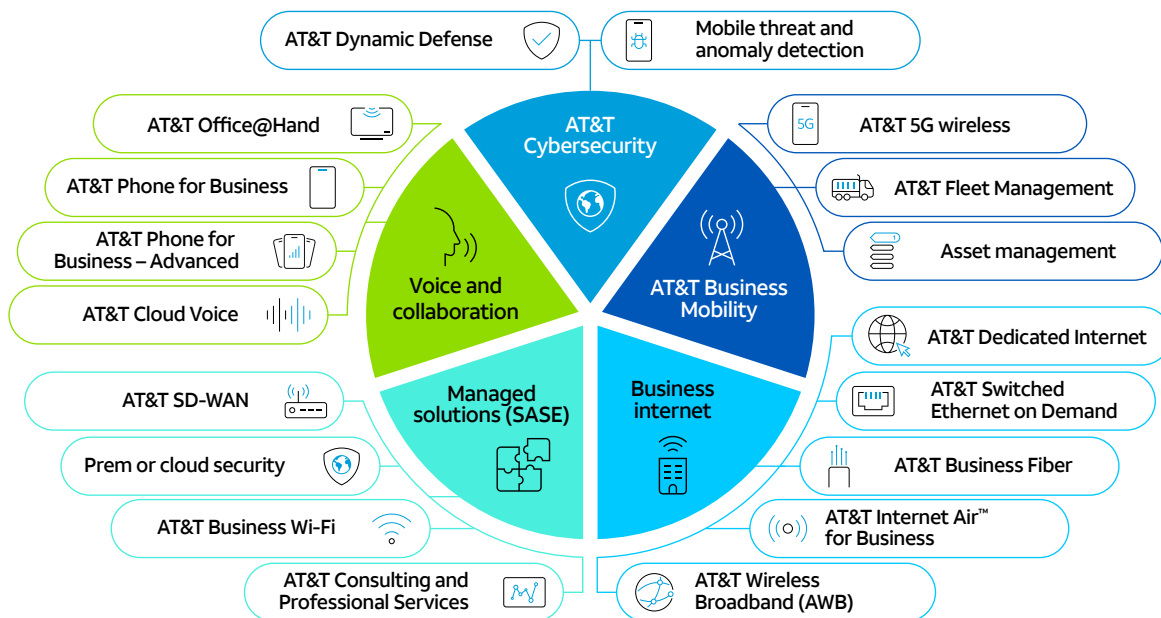 AT&T Dynamic Defense
Mobile threat and
anomaly detection
AT&T Office@Hand
AT&T Phone for Business
AT&T Phone for
Business – Advanced
AT&T Cloud Voice
Voice and
collaboration
AT&T
Cybersecurity
AT&T Business
Mobility
5G
AT&T 5G wireless
AT&T Fleet Management
Asset management
AT&T SD-WAN
Prem or cloud security
AT&T Business Wi-Fi
AT&T Consulting and
Professional Services
Managed
solutions (SASE)
Business
internet
AT&T Dedicated Internet
AT&T Switched
Ethernet on Demand
AT&T Business Fiber
AT&T Internet Air™
for Business
AT&T Wireless
Broadband (AWB)